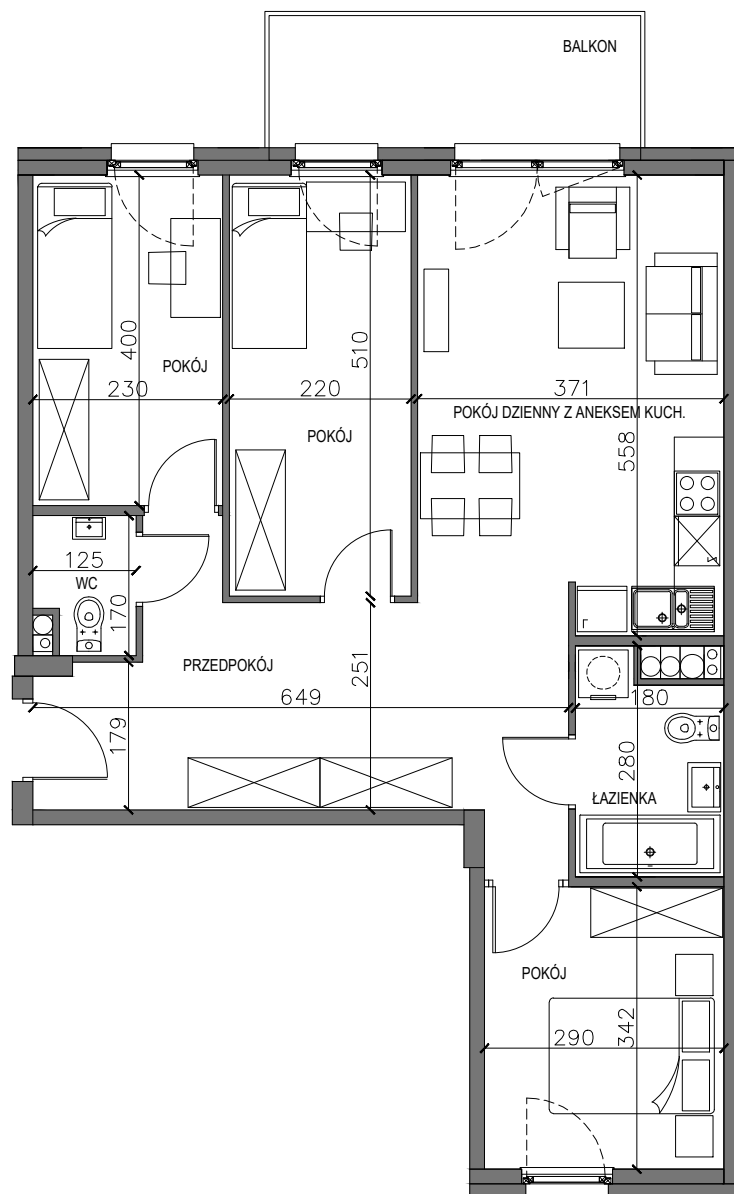 BALKON
400
POKÓJ
230
510
220
POKÓJ
371
POKÓJ DZIENNY Z ANEKSEM KUCH.
558
125
WC
170
PRZEDPOKÓJ
251
649
179
180
280
ŁAZIENKA
POKÓJ
342
290